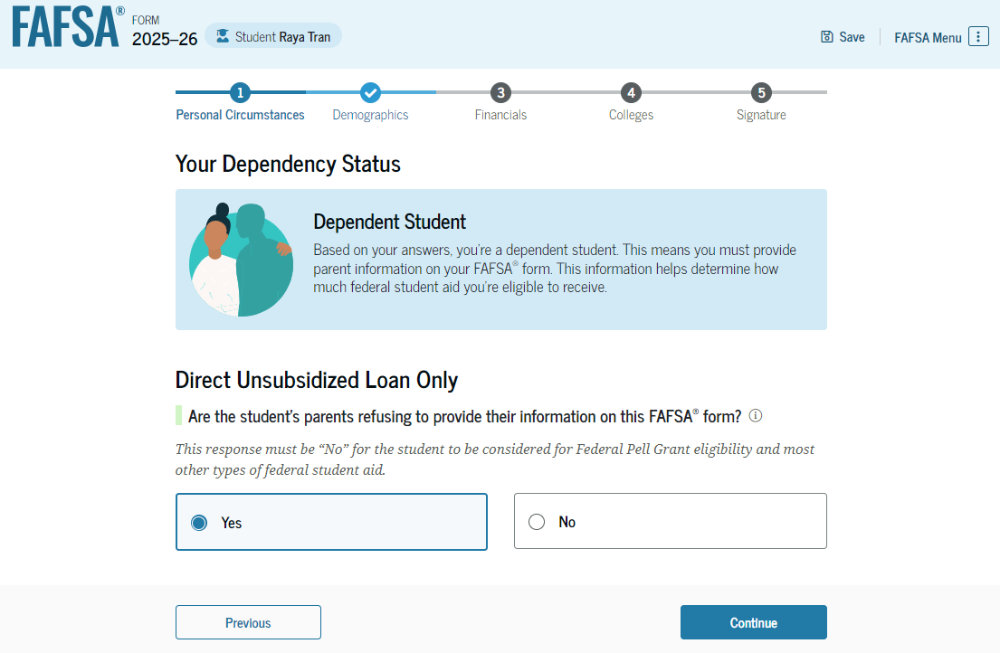 FAFSA®
FORM
2025–26
Student Raya Tran
Save
FAFSA Menu
1
3
4
5
Personal Circumstances
Demographics
Financials
Colleges
Signature
Your Dependency Status
Dependent Student
Based on your answers, you're a dependent student. This means you must provide
parent information on your FAFSA® form. This information helps determine how
much federal student aid you're eligible to receive.
Direct Unsubsidized Loan Only
Are the student's parents refusing to provide their information on this FAFSA® form?
This response must be “No” for the student to be considered for Federal Pell Grant eligibility and most
other types of federal student aid.
Yes
No
Previous
Continue